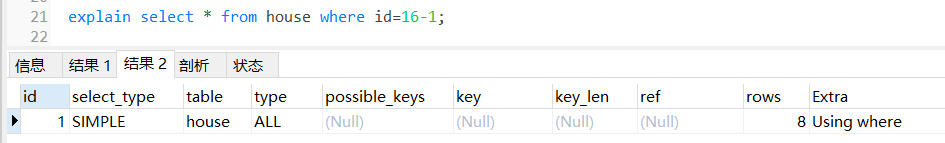 21 explain select * from house where id=16-1;
22
信息 结果 1 结果 2 剖析 状态
id select_type table type possible_keys key key_len ref rows Extra
1 SIMPLE house ALL (Null) (Null) (Null) (Null) 8 Using where